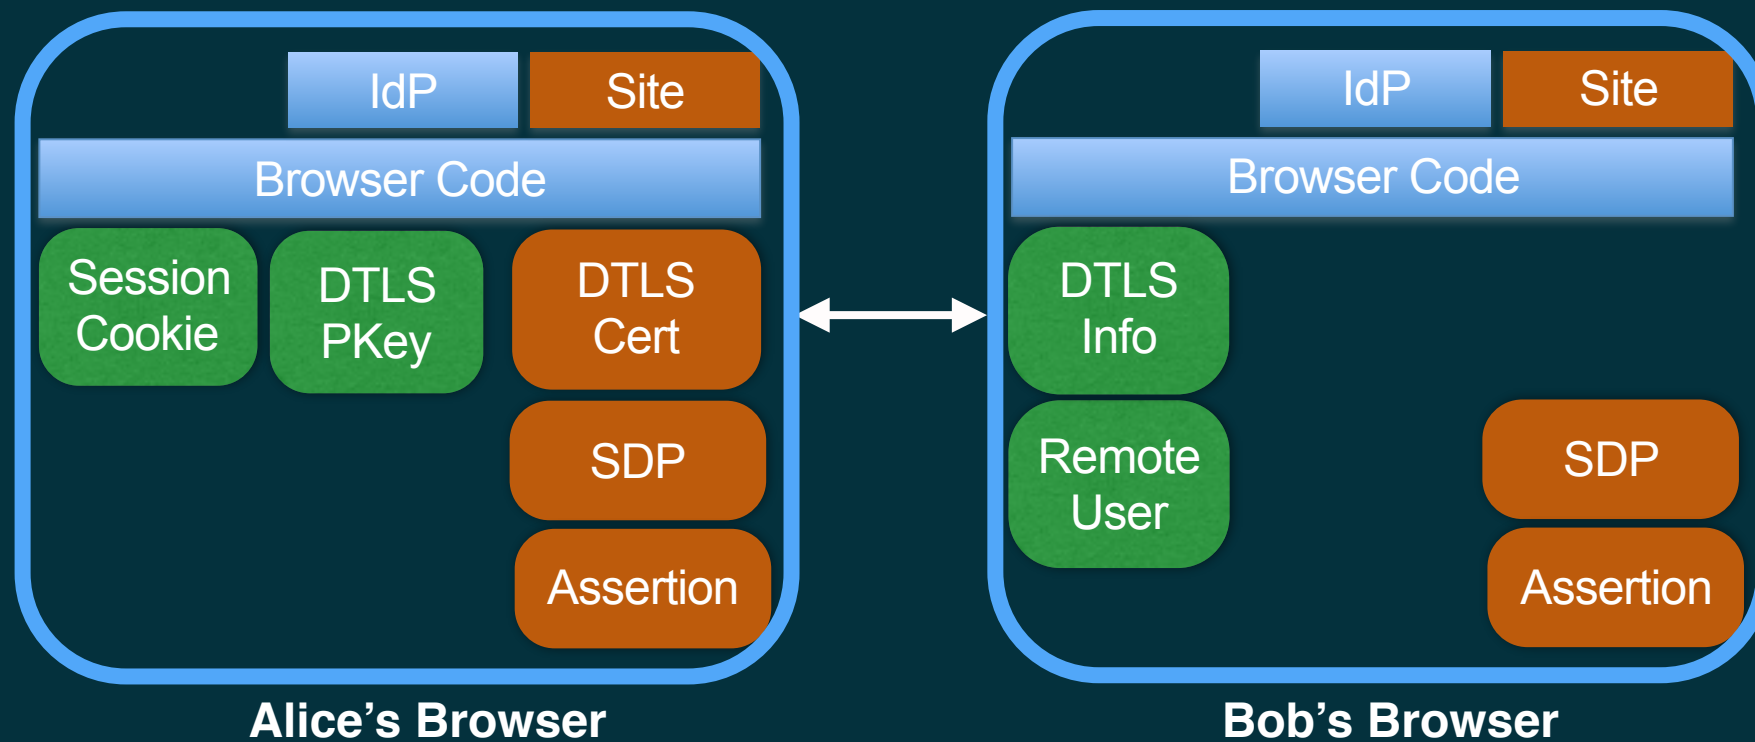 IdP
Site
Browser Code
Session
Cookie
DTLS
PKey
DTLS
Cert
SDP
Assertion
Alice's Browser
IdP
Site
Browser Code
DTLS
Info
Remote
User
SDP
Assertion
Bob's Browser